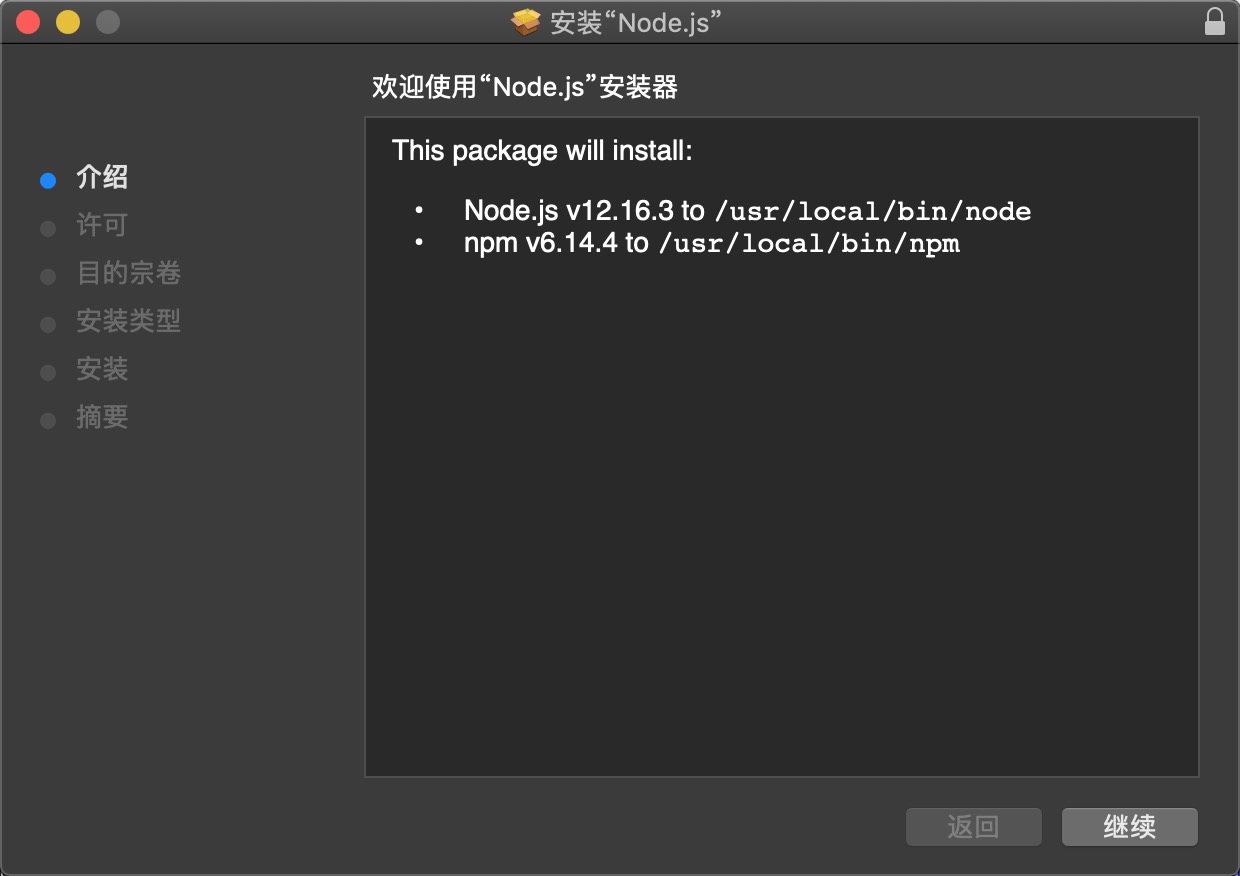 安装“Node.js”
欢迎使用“Node.js”安装器
介绍
许可
目的宗卷
安装类型
安装
摘要
This package will install:
• Node.js v12.16.3 to /usr/local/bin/node
• npm v6.14.4 to /usr/local/bin/npm
返回
继续